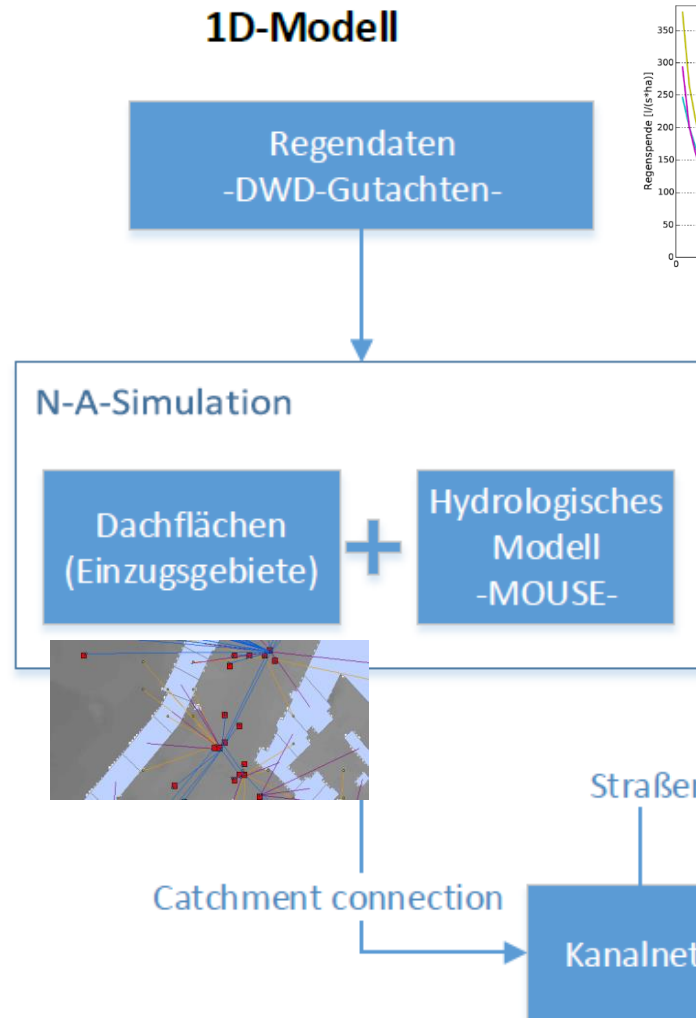 1D-Modell
Regendaten
-DWD-Gutachten-
Regenspende [l/(s*ha)]
350
300
250
200
150
100
50
0
0
N-A-Simulation
Dachflächen
(Einzugsgebiete)
Hydrologisches
Modell
-MOUSE-
Catchment connection